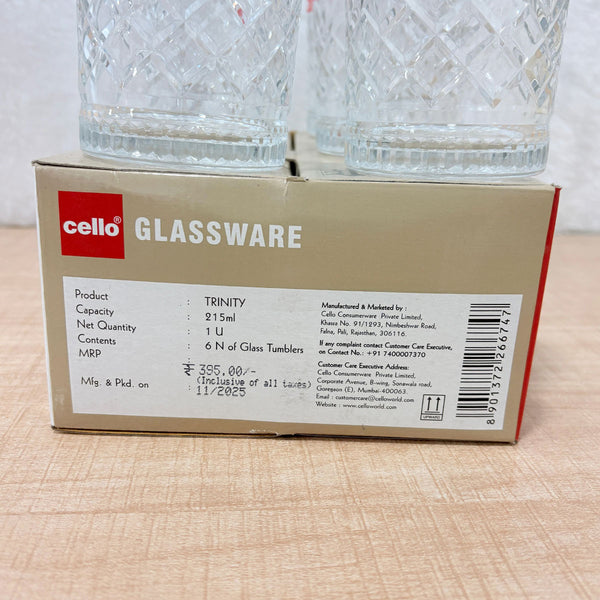 cello® GLASSWARE
Product : TRINITY
Capacity : 215ml
Net Quantity : 1 U
Contents : 6 N of Glass Tumblers
MRP : ₹ 395.00/-
(Inclusive of all taxes)
Mfg. & Pkd. on : 11/2025
Manufactured & Marketed by :
Cello Consumerware Private Limited,
Khasra No. 91/1293, Nimbeshwar Road,
Falna, Pali, Rajasthan, 306116.
If any complaint contact Customer Care Executive,
on Contact No.: +91 7400007370
Customer Care Executive Address:
Cello Consumerware Private Limited,
Corporate Avenue, B-wing, Sonawala road,
Goregaon (E), Mumbai-400063.
Email : customercare@celloworld.com
Website : www.celloworld.com
UPWARD
8901372266747